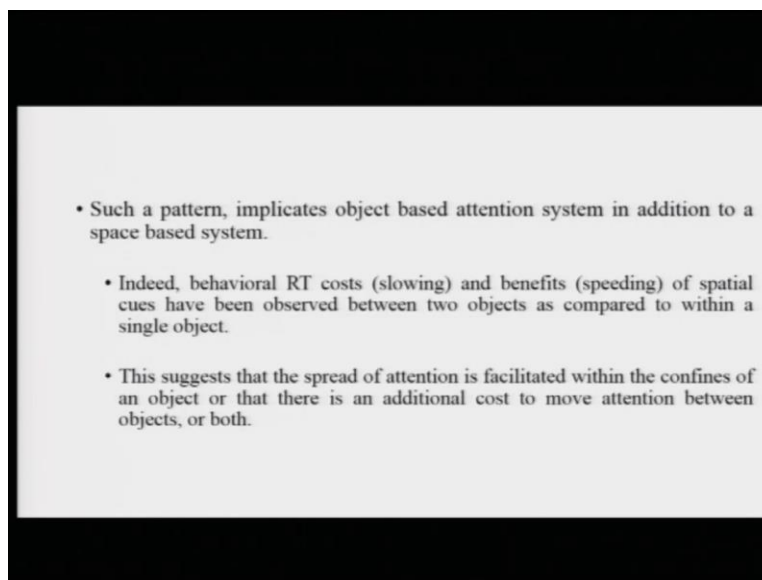 • Such a pattern, implicates object based attention system in addition to a
space based system.
• Indeed, behavioral RT costs (slowing) and benefits (speeding) of spatial
cues have been observed between two objects as compared to within a
single object.
• This suggests that the spread of attention is facilitated within the confines of
an object or that there is an additional cost to move attention between
objects, or both.